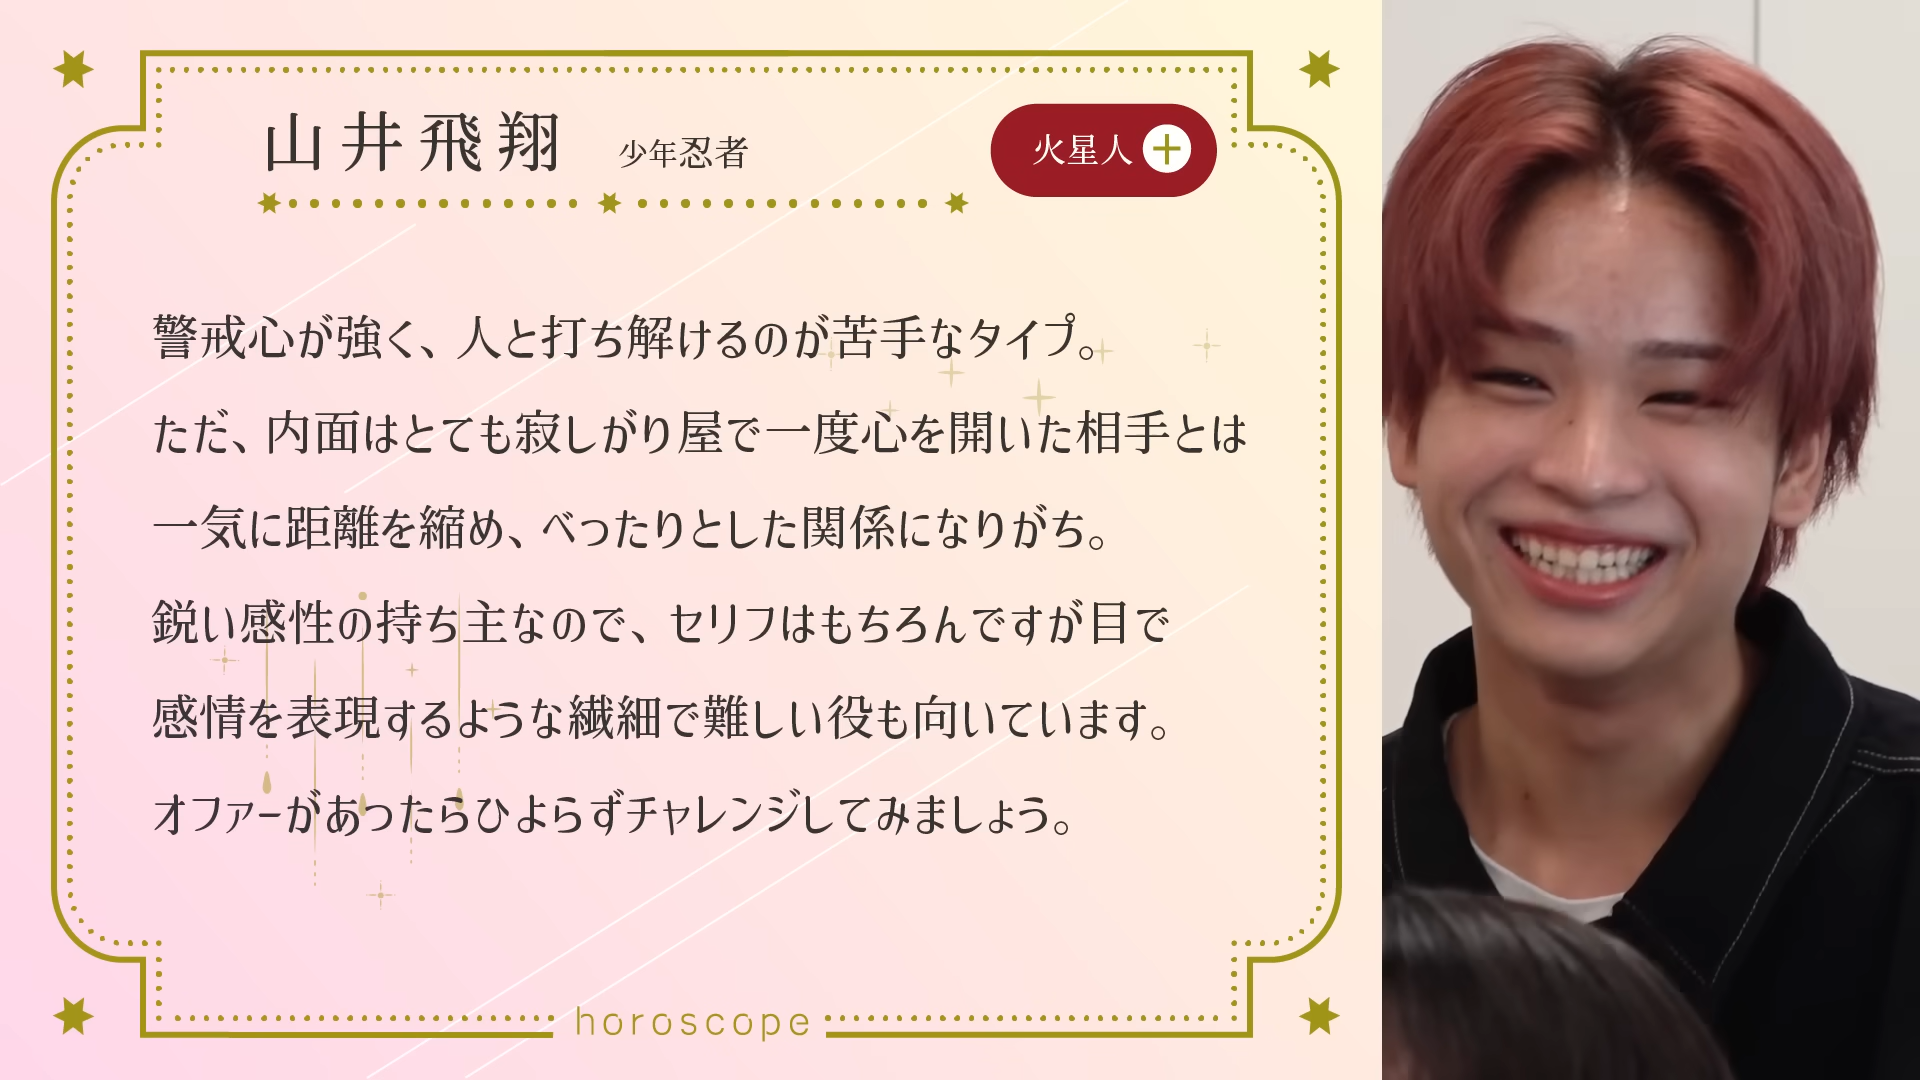 山井飛翔 少年忍者
火星人+
警戒心が強く、人と打ち解けるのが苦手なタイプ。
ただ、内面はとても寂しがり屋で一度心を開いた相手とは
一気に距離を縮め、べったりとした関係になりがち。
鋭い感性の持ち主なので、セリフはもちろんですが目で
感情を表現するような繊細で難しい役も向いています。
オファーがあったらひよらずチャレンジしてみましょう。
horoscope